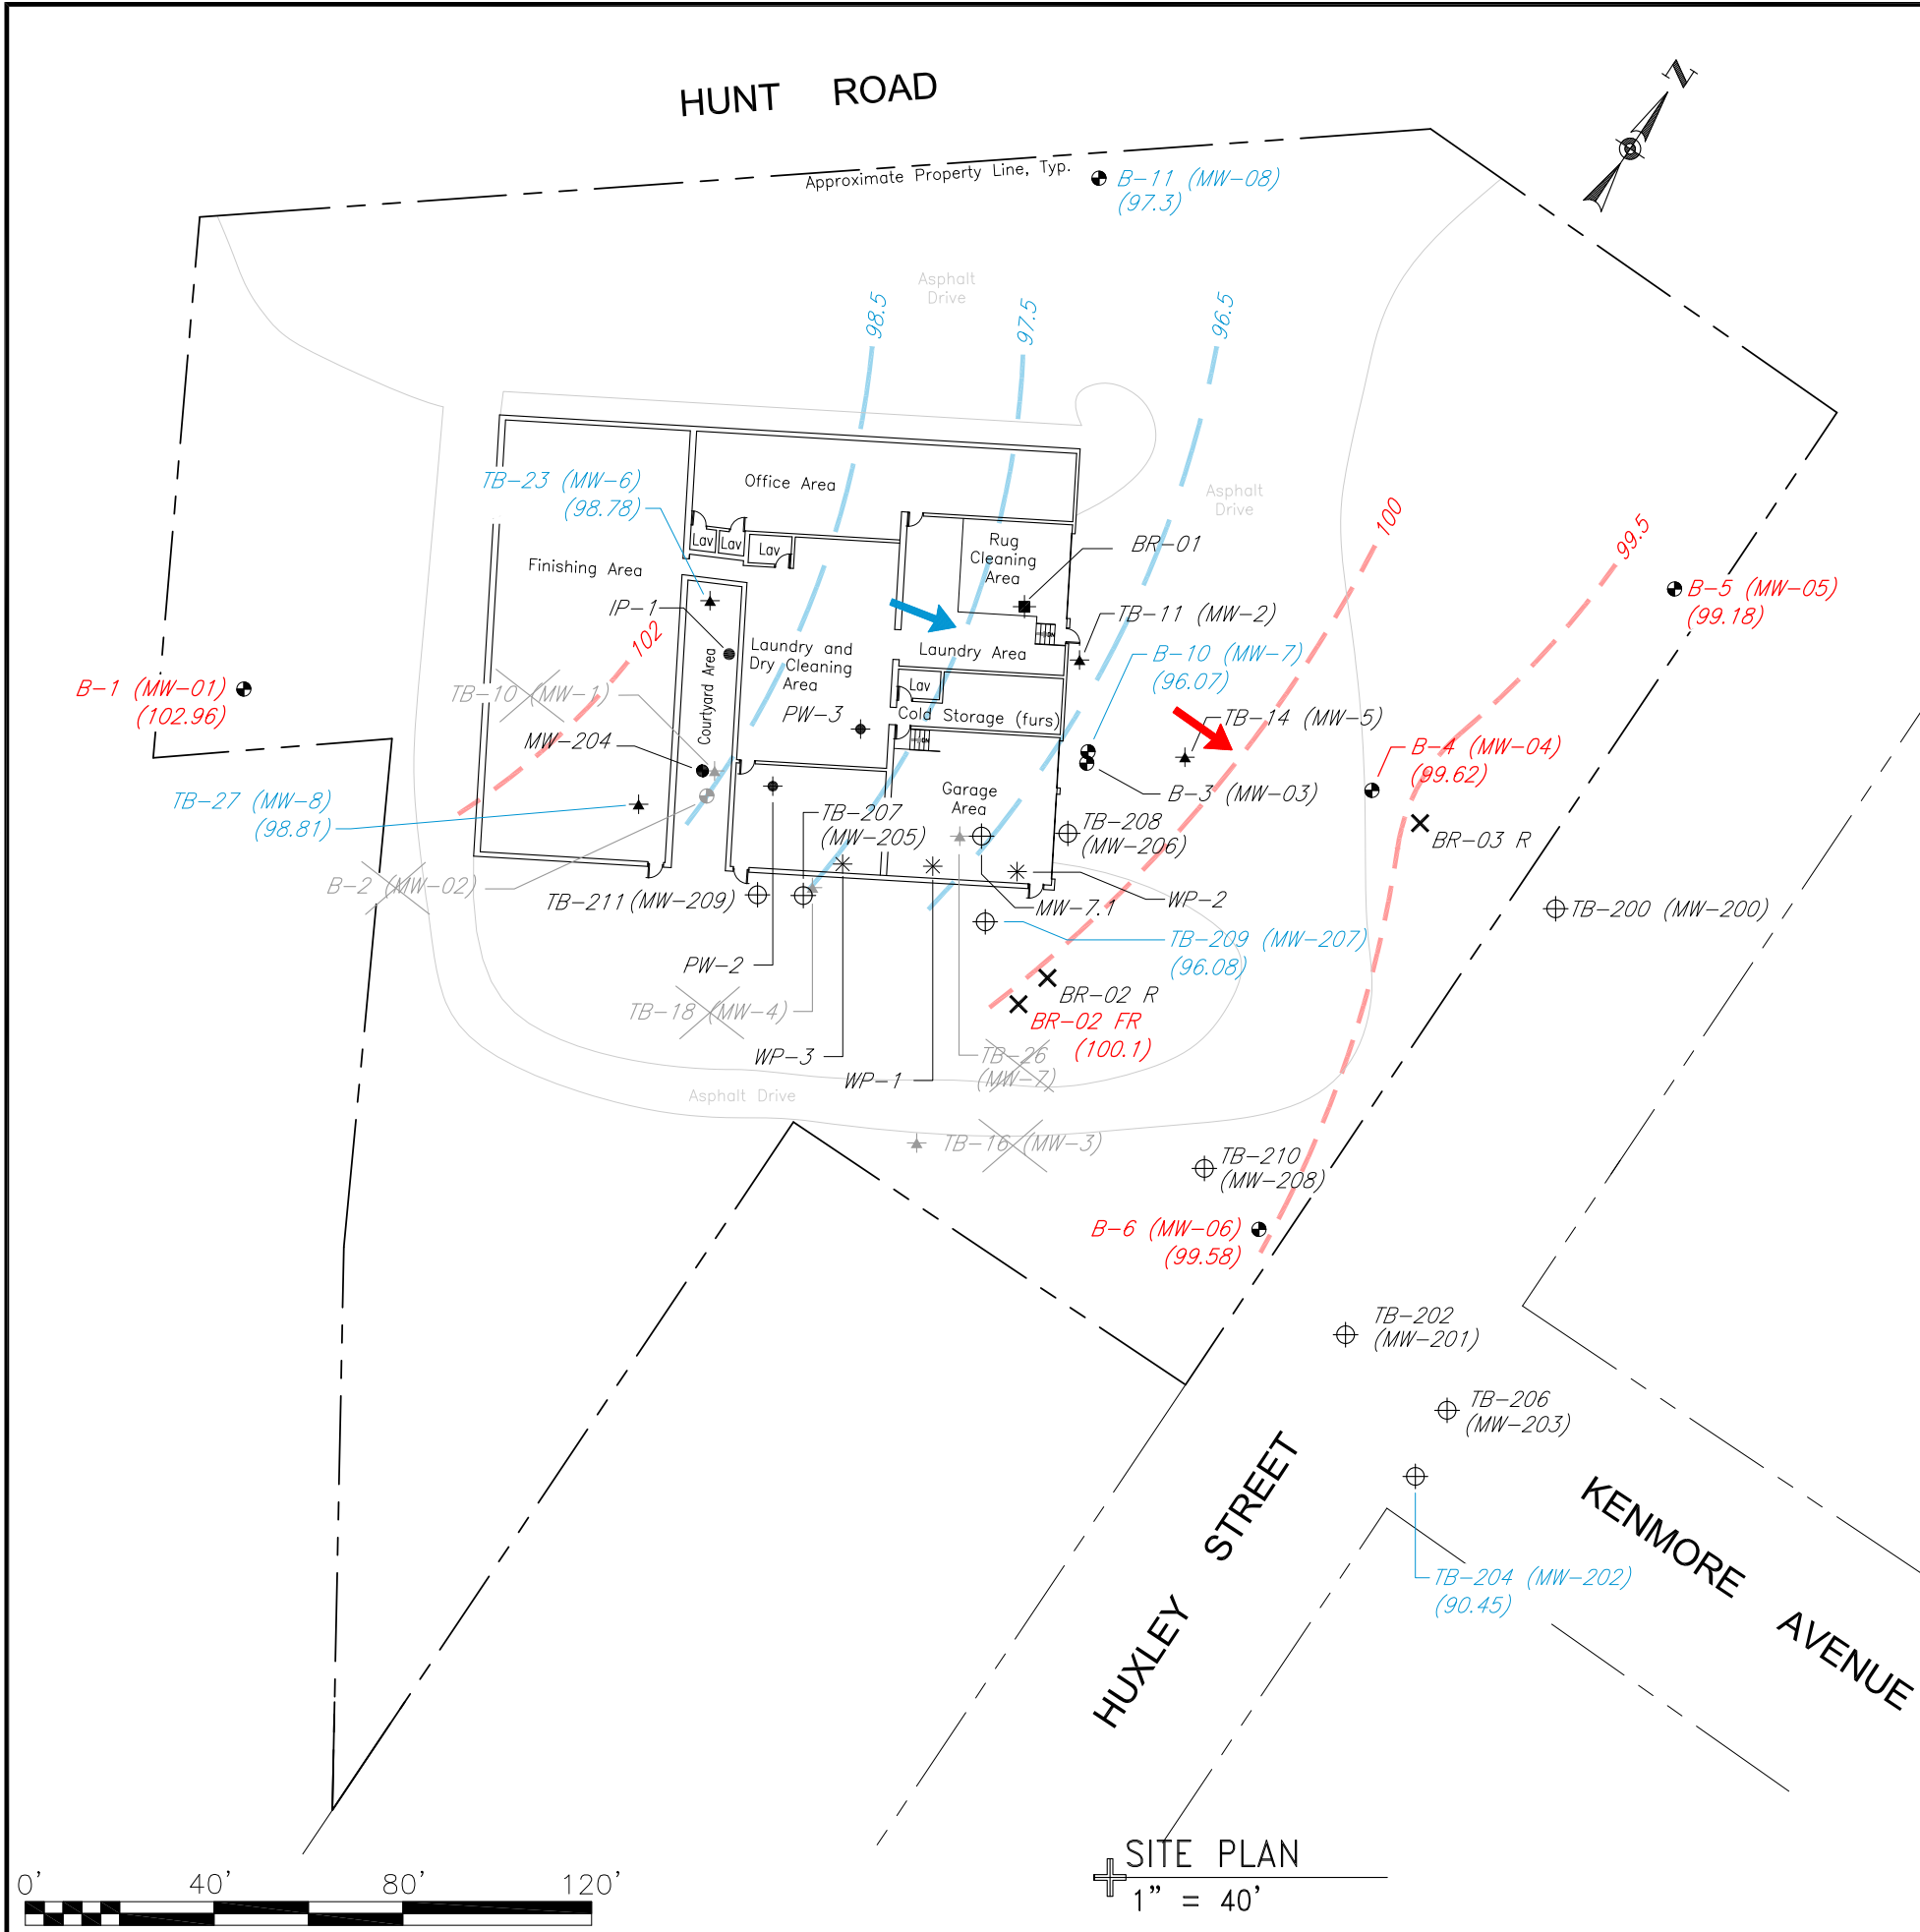 HUNT ROAD
N
Approximate Property Line, Typ.
B-11 (MW-08)
(97.3)
Asphalt
Drive
98.5
97.5
96.5
Office Area
TB-23 (MW-6)
(98.78)
Asphalt
Drive
100
99.5
Lav
Lav
Lav
Rug
Cleaning
Area
BR-01
Finishing Area
IP-1
102
TB-11 (MW-2)
B-5 (MW-05)
(99.18)
Laundry and
Dry Cleaning
Area
Laundry Area
B-10 (MW-7)
(96.07)
B-1 (MW-01)
(102.96)
TB-10 (MW-1)
Courtyard Area
Lav
PW-3
Cold Storage (furs)
TB-14 (MW-5)
MW-204
B-4 (MW-04)
(99.62)
TB-27 (MW-8)
(98.81)
Garage
Area
B-3 (MW-03)
TB-207
(MW-205)
TB-208
(MW-206)
BR-03 R
B-2 (MW-02)
TB-211 (MW-209)
MW-7.1
WP-2
TB-200 (MW-200)
TB-209 (MW-207)
(96.08)
PW-2
BR-02 R
TB-18 (MW-4)
BR-02 FR
(100.1)
WP-3
TB-26
(MW-7)
WP-1
Asphalt Drive
TB-16 (MW-3)
TB-210
(MW-208)
B-6 (MW-06)
(99.58)
TB-202
(MW-201)
TB-206
(MW-203)
HUXLEY STREET
KENMORE AVENUE
TB-204 (MW-202)
(90.45)
SITE PLAN
1" = 40'
0' 40' 80' 120'